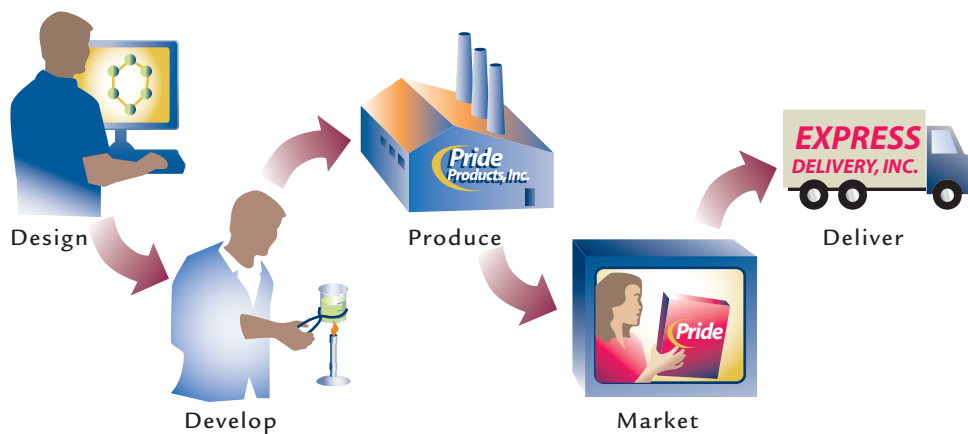 Design
Develop
Pride
Products, Inc.
Produce
Pride
Market
EXPRESS
DELIVERY, INC.
Deliver